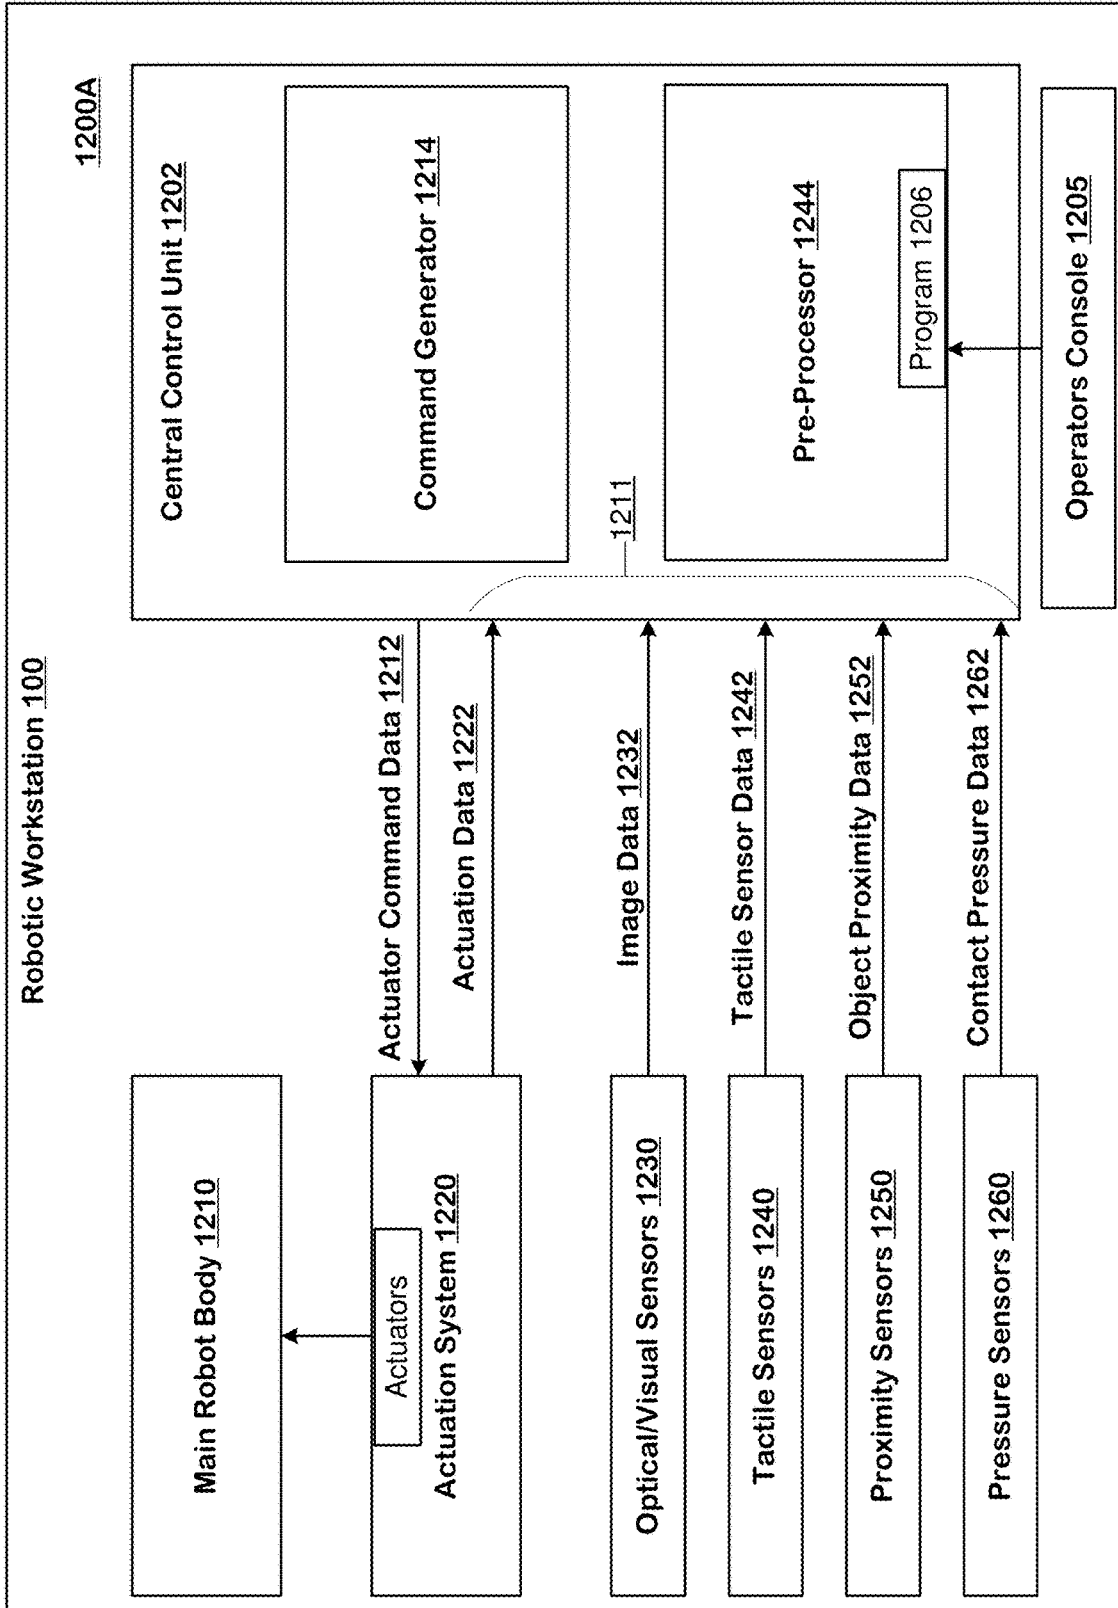 Robotic Workstation 100
1200A
Main Robot Body 1210
Actuators
Actuation System 1220
Optical/Visual Sensors 1230
Tactile Sensors 1240
Proximity Sensors 1250
Pressure Sensors 1260
Actuator Command Data 1212
Actuation Data 1222
Image Data 1232
Tactile Sensor Data 1242
Object Proximity Data 1252
Contact Pressure Data 1262
1211
Central Control Unit 1202
Command Generator 1214
Pre-Processor 1244
Program 1206
Operators Console 1205